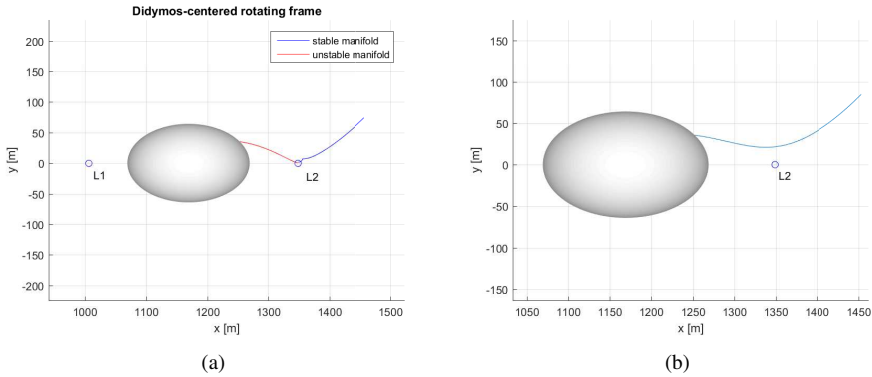 Didymos-centered rotating frame
stable manifold
unstable manifold
200
150
100
50
0
-50
-100
-150
-200
y [m]
L1
L2
1000 1100 1200 1300 1400 1500
x [m]
(a)
150
100
50
0
-50
-100
-150
y [m]
L2
1050 1100 1150 1200 1250 1300 1350 1400 1450
x [m]
(b)